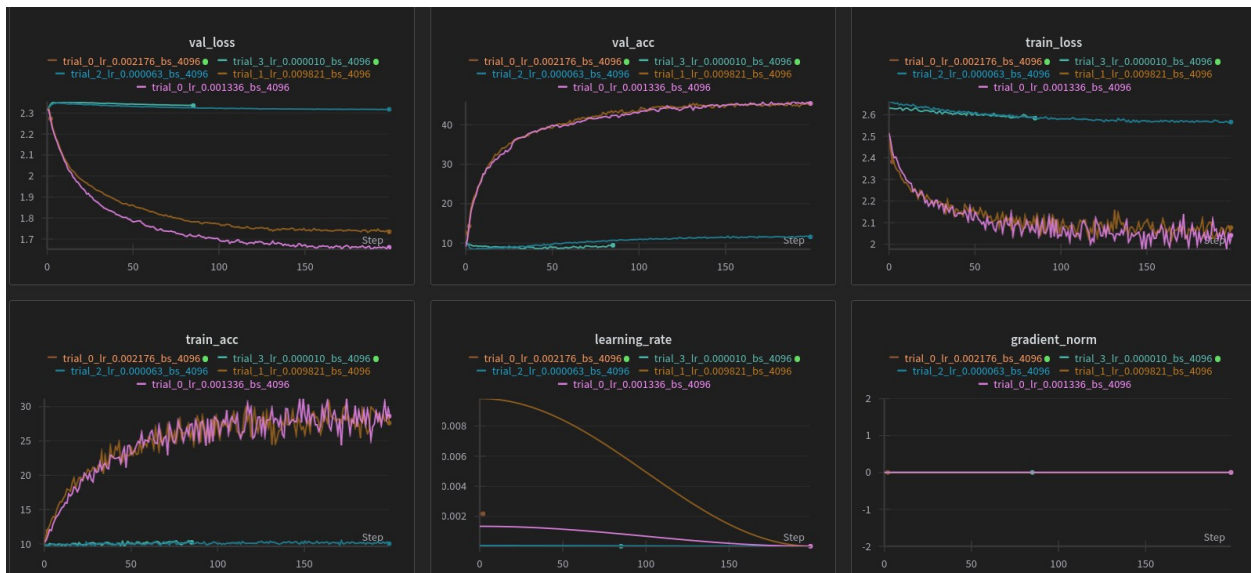 val_loss
trial_0_lr_0.002176_bs_4096 trial_3_lr_0.000010_bs_4096
trial_2_lr_0.000063_bs_4096 trial_1_lr_0.009821_bs_4096
trial_0_lr_0.001336_bs_4096
2.3
2.2
2.1
2
1.9
1.8
1.7
Step
0 50 100 150
val_acc
trial_0_lr_0.002176_bs_4096 trial_3_lr_0.000010_bs_4096
trial_2_lr_0.000063_bs_4096 trial_1_lr_0.009821_bs_4096
trial_0_lr_0.001336_bs_4096
40
30
20
10
Step
0 50 100 150
train_loss
trial_0_lr_0.002176_bs_4096 trial_3_lr_0.000010_bs_4096
trial_2_lr_0.000063_bs_4096 trial_1_lr_0.009821_bs_4096
trial_0_lr_0.001336_bs_4096
2.6
2.5
2.4
2.3
2.2
2.1
2
Step
0 50 100 150
train_acc
trial_0_lr_0.002176_bs_4096 trial_3_lr_0.000010_bs_4096
trial_2_lr_0.000063_bs_4096 trial_1_lr_0.009821_bs_4096
trial_0_lr_0.001336_bs_4096
30
25
20
15
10
Step
0 50 100 150
learning_rate
trial_0_lr_0.002176_bs_4096 trial_3_lr_0.000010_bs_4096
trial_2_lr_0.000063_bs_4096 trial_1_lr_0.009821_bs_4096
trial_0_lr_0.001336_bs_4096
0.008
0.006
0.004
0.002
Step
0 50 100 150
gradient_norm
trial_0_lr_0.002176_bs_4096 trial_3_lr_0.000010_bs_4096
trial_2_lr_0.000063_bs_4096 trial_1_lr_0.009821_bs_4096
trial_0_lr_0.001336_bs_4096
2
1
0
-1
-2
Step
0 50 100 150